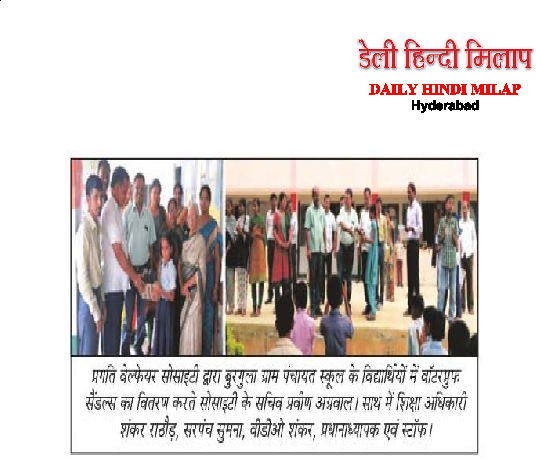 डेली हिन्दी मिलाप
DAILY HINDI MILAP
Hyderabad
प्रगति वेल्फेयर सोसाइटी द्वारा बुरगुला ग्राम पंचायत स्कूल के विद्यार्थियों में वॉटरप्रुफ
सैंडल्स का वितरण करते सोसाइटी के सचिव प्रवीण अग्रवाल। साथ में शिक्षा अधिकारी
शंकर राठौड़, सरपंच सुमना, वीडीओ शंकर, प्रधानाध्यापक एवं स्टॉफ।